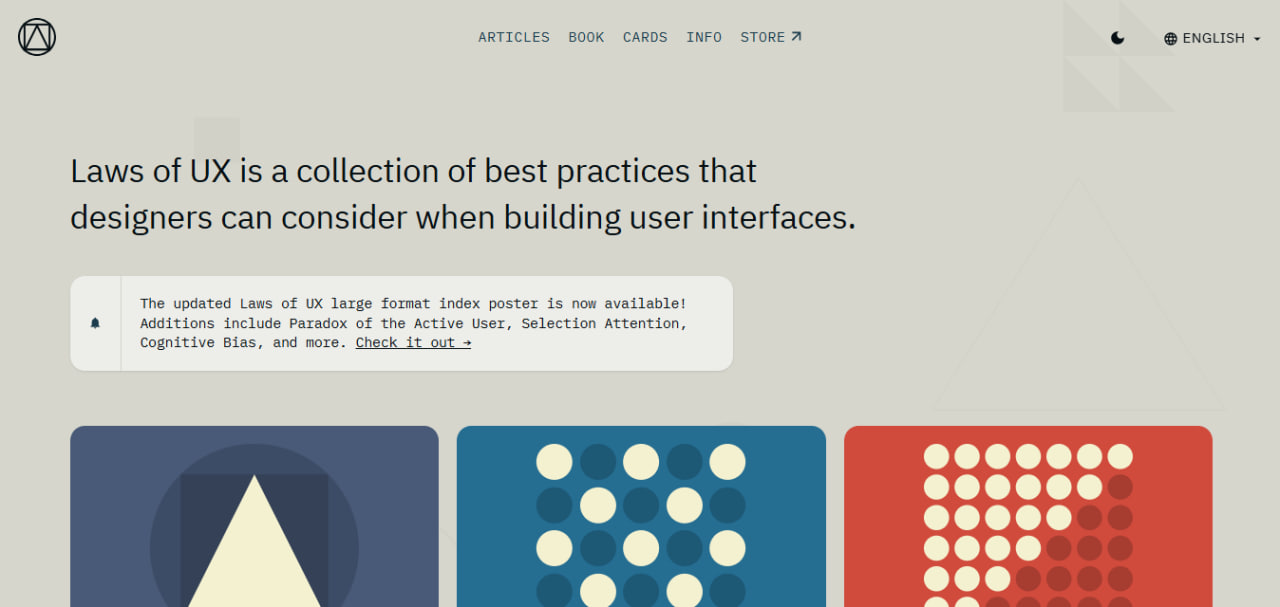 ARTICLES BOOK CARDS INFO STORE
ENGLISH
Laws of UX is a collection of best practices that
designers can consider when building user interfaces.
The updated Laws of UX large format index poster is now available!
Additions include Paradox of the Active User, Selection Attention,
Cognitive Bias, and more. Check it out →